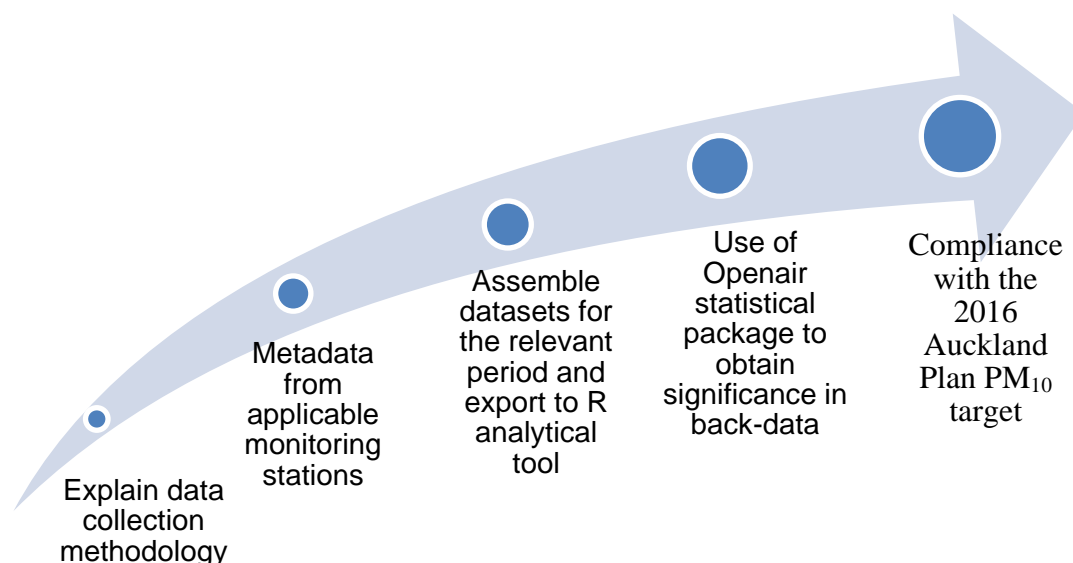 Explain data
collection
methodology
Metadata
from
applicable
monitoring
stations
Assemble
datasets for
the relevant
period and
export to R
analytical
tool
Use of
Openair
statistical
package to
obtain
significance in
back-data
Compliance
with the
2016
Auckland
Plan PM₁₀
target